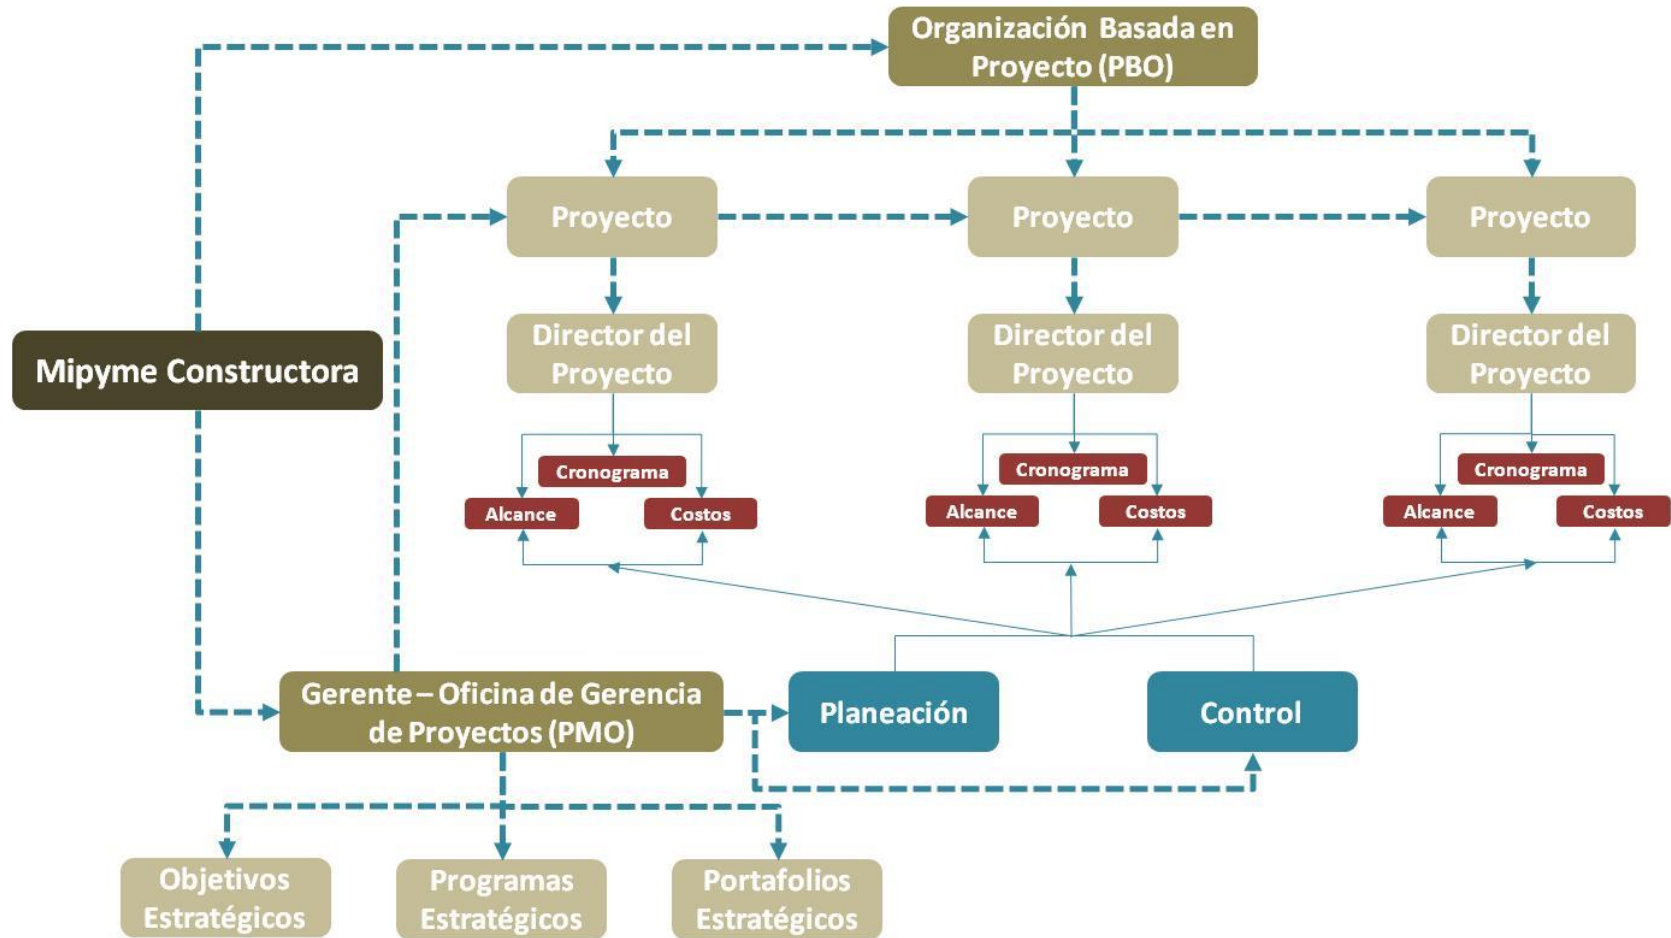 Organización Basada en
Proyecto (PBO)
Proyecto
Proyecto
Proyecto
Mipyme Constructora
Director del
Proyecto
Director del
Proyecto
Director del
Proyecto
Cronograma
Alcance
Costos
Cronograma
Alcance
Costos
Cronograma
Alcance
Costos
Gerente – Oficina de Gerencia
de Proyectos (PMO)
Planeación
Control
Objetivos
Estratégicos
Programas
Estratégicos
Portafolios
Estratégicos